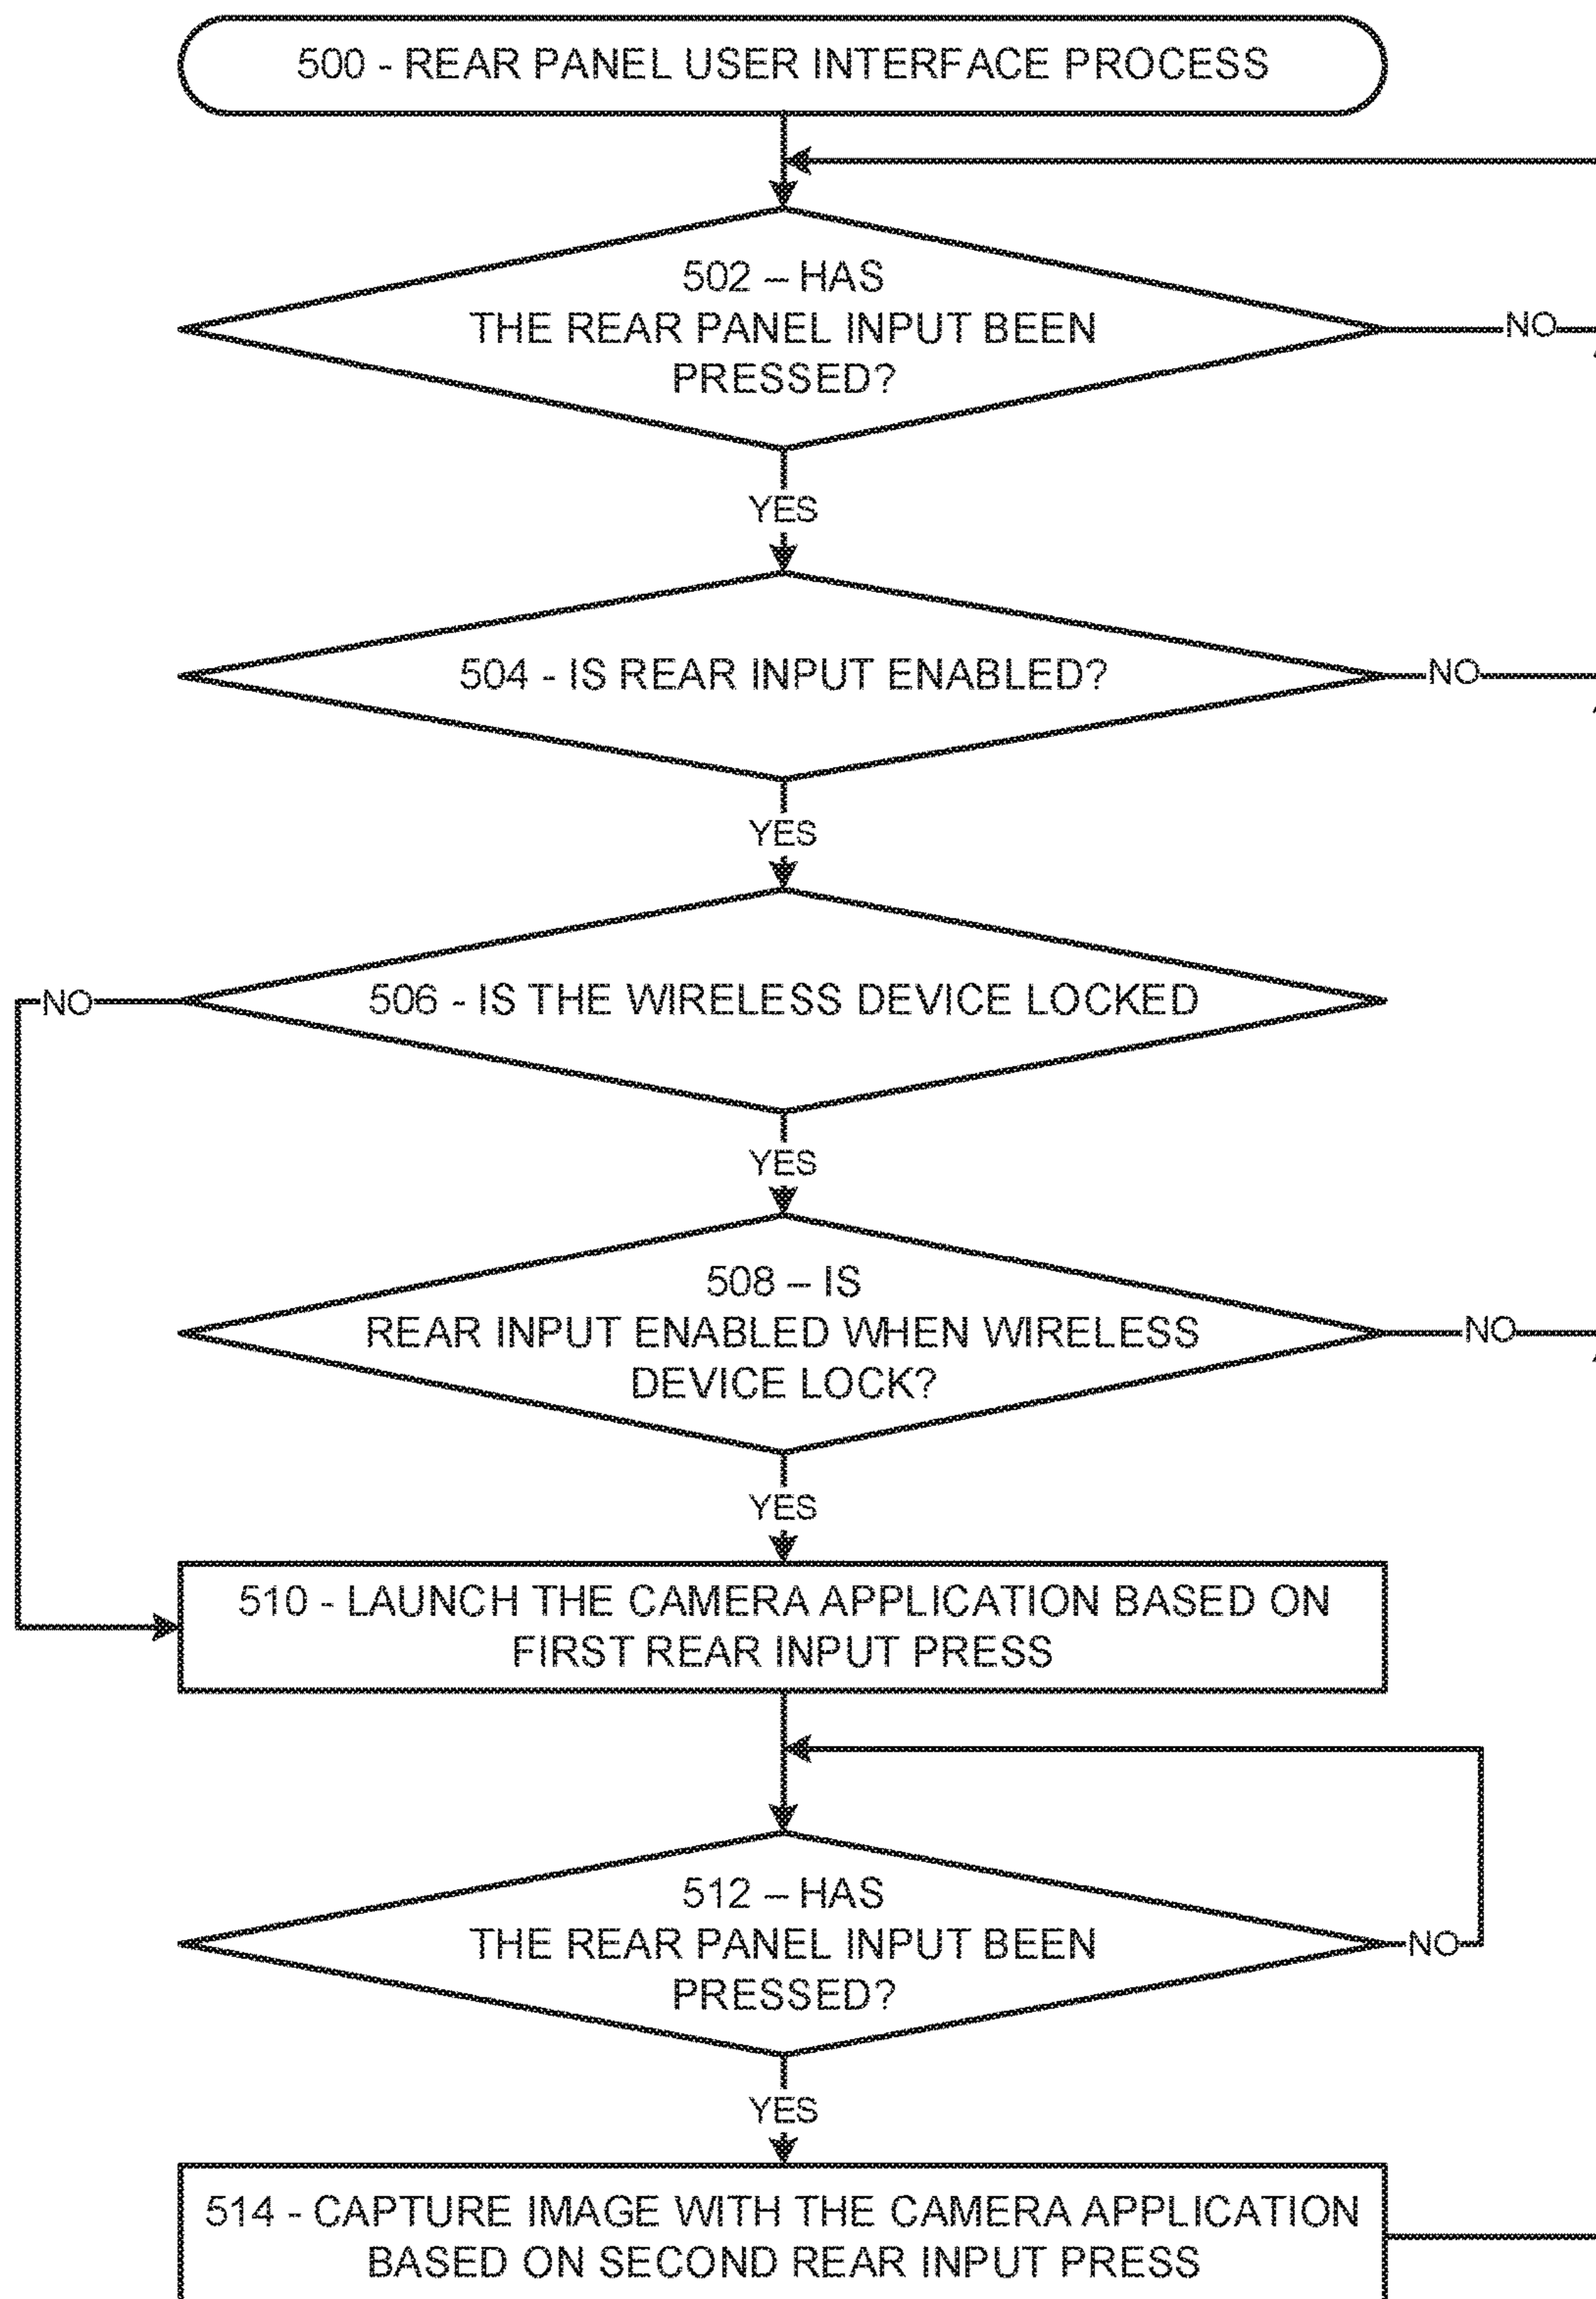 500 - REAR PANEL USER INTERFACE PROCESS
502 – HAS
THE REAR PANEL INPUT BEEN
PRESSED?
NO
YES
504 - IS REAR INPUT ENABLED?
NO
YES
NO
506 - IS THE WIRELESS DEVICE LOCKED
YES
508 – IS
REAR INPUT ENABLED WHEN WIRELESS
DEVICE LOCK?
NO
YES
510 - LAUNCH THE CAMERA APPLICATION BASED ON
FIRST REAR INPUT PRESS
512 – HAS
THE REAR PANEL INPUT BEEN
PRESSED?
NO
YES
514 - CAPTURE IMAGE WITH THE CAMERA APPLICATION
BASED ON SECOND REAR INPUT PRESS